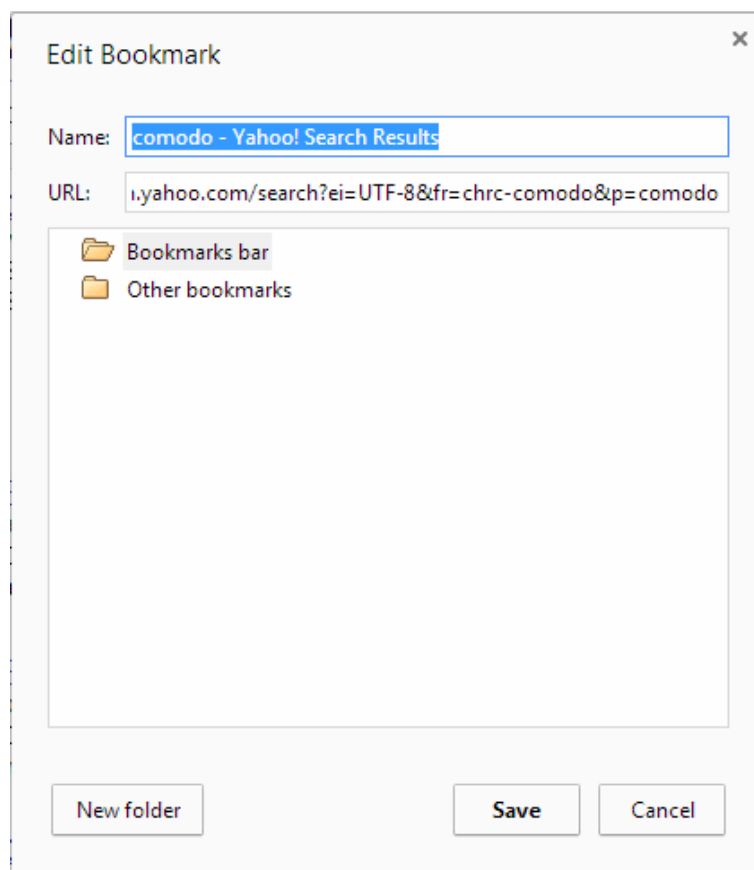 Edit Bookmark
Name: comodo - Yahoo! Search Results
URL: .yahoo.com/search?ei=UTF-8&fr=chrc-comodo&p=comodo
Bookmarks bar
Other bookmarks
New folder Save Cancel